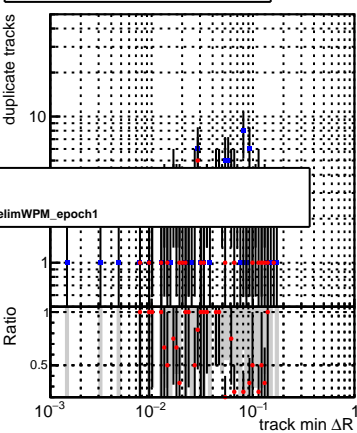 duplicate tracks
10
elimWPM_epoch1
1
Ratio
1
0.5
10⁻³
10⁻²
10⁻¹
1
track min ΔR